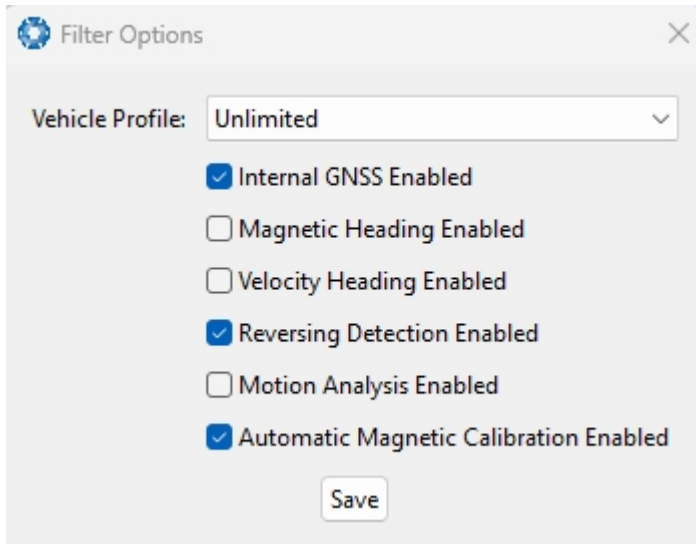 Filter Options
Vehicle Profile: Unlimited
Internal GNSS Enabled
Magnetic Heading Enabled
Velocity Heading Enabled
Reversing Detection Enabled
Motion Analysis Enabled
Automatic Magnetic Calibration Enabled
Save